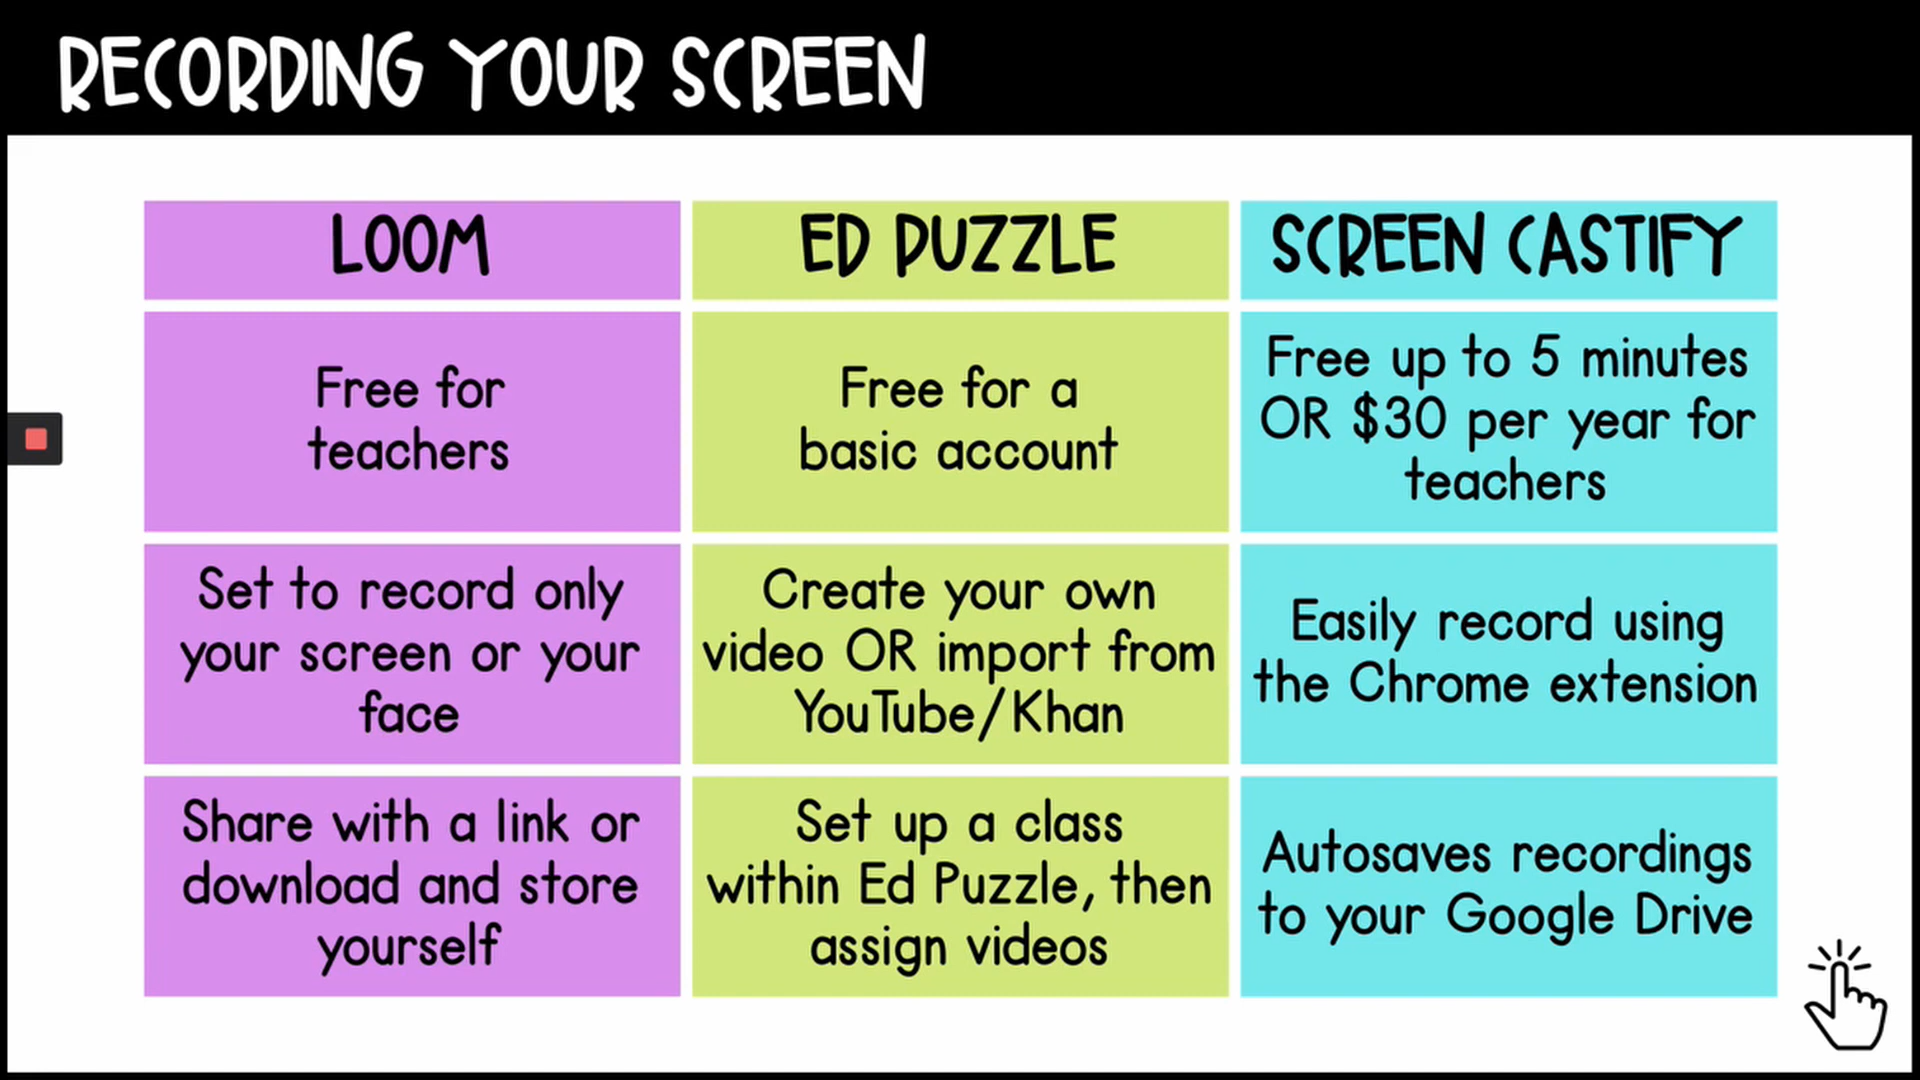 RECORDING YOUR SCREEN
LOOM
Free for
teachers
Set to record only
your screen or your
face
Share with a link or
download and store
yourself
ED PUZZLE
Free for a
basic account
Create your own
video OR import from
YouTube/Khan
Set up a class
within Ed Puzzle, then
assign videos
SCREEN CASTIFY
Free up to 5 minutes
OR $30 per year for
teachers
Easily record using
the Chrome extension
Autosaves recordings
to your Google Drive